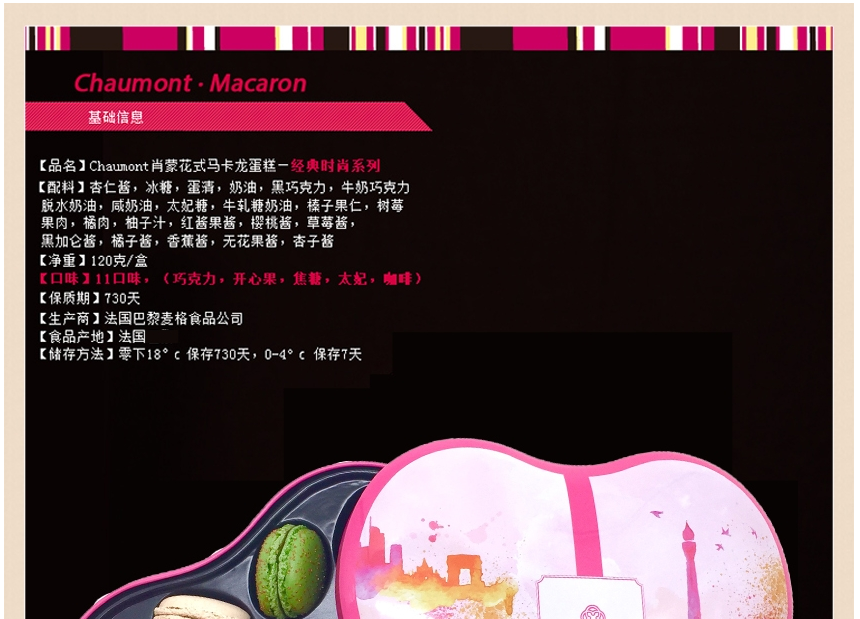 Chaumont · Macaron
基础信息
【品名】Chaumont肖蒙花式马卡龙蛋糕—经典时尚系列
【配料】杏仁酱，冰糖，蛋清，奶油，黑巧克力，牛奶巧克力
脱水奶油，咸奶油，太妃糖，牛轧糖奶油，榛子果仁，树莓
果肉，橘肉，柚子汁，红酱果酱，樱桃酱，草莓酱，
黑加仑酱，橘子酱，香蕉酱，无花果酱，杏子酱
【净重】120克/盒
【口味】11口味，（巧克力，开心果，焦糖，太妃，咖啡）
【保质期】730天
【生产商】法国巴黎麦格食品公司
【食品产地】法国
【储存方法】零下18°c 保存730天，0-4°c 保存7天